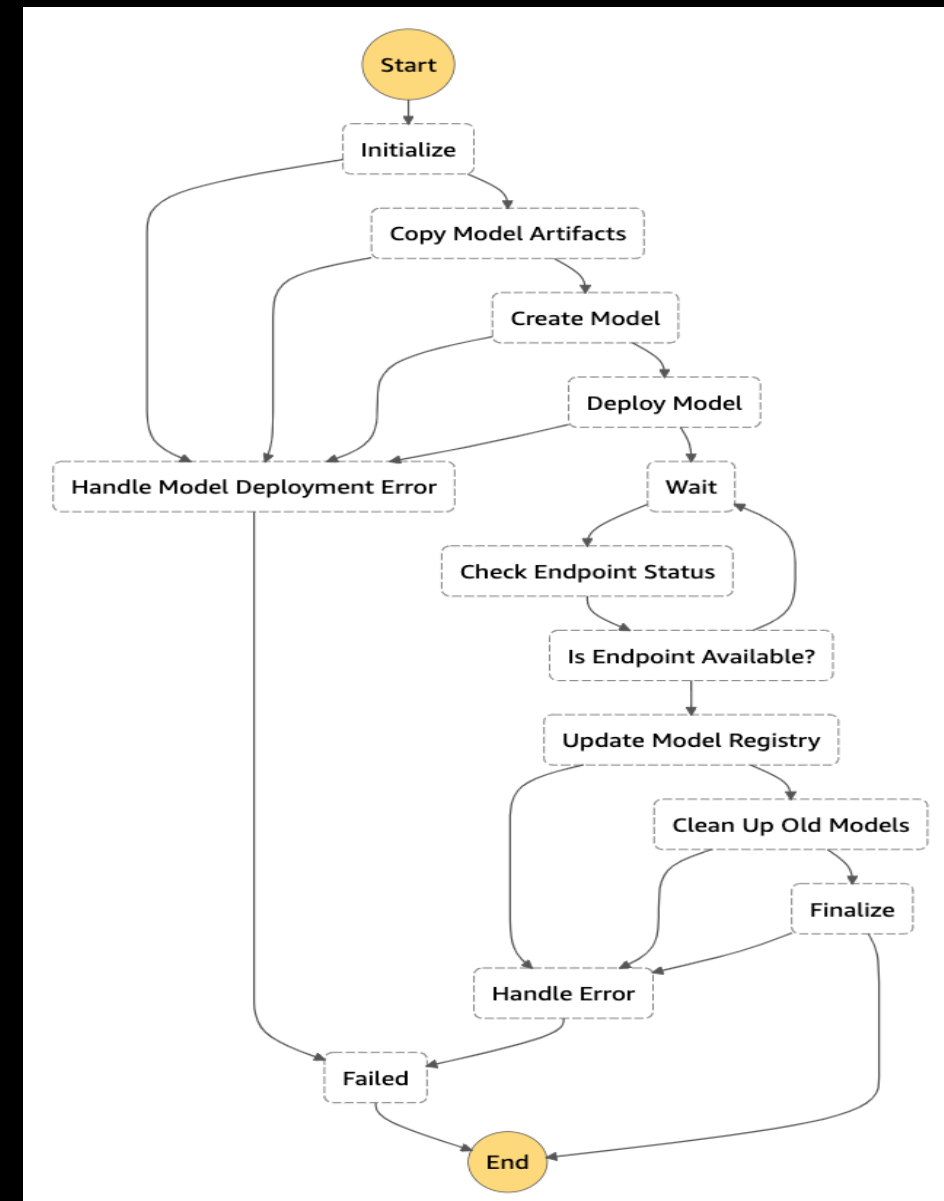 Start
Initialize
Copy Model Artifacts
Create Model
Deploy Model
Handle Model Deployment Error
Wait
Check Endpoint Status
Is Endpoint Available?
Update Model Registry
Clean Up Old Models
Finalize
Handle Error
Failed
End